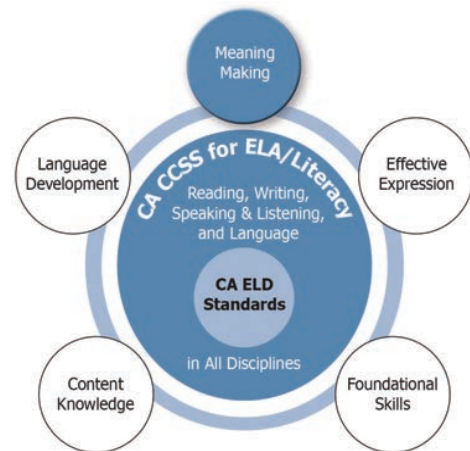 Meaning
Making
Language
Development
Effective
Expression
CA CCSS for ELA/Literacy
Reading, Writing,
Speaking & Listening,
and Language
CA ELD
Standards
in All Disciplines
Content
Knowledge
Foundational
Skills